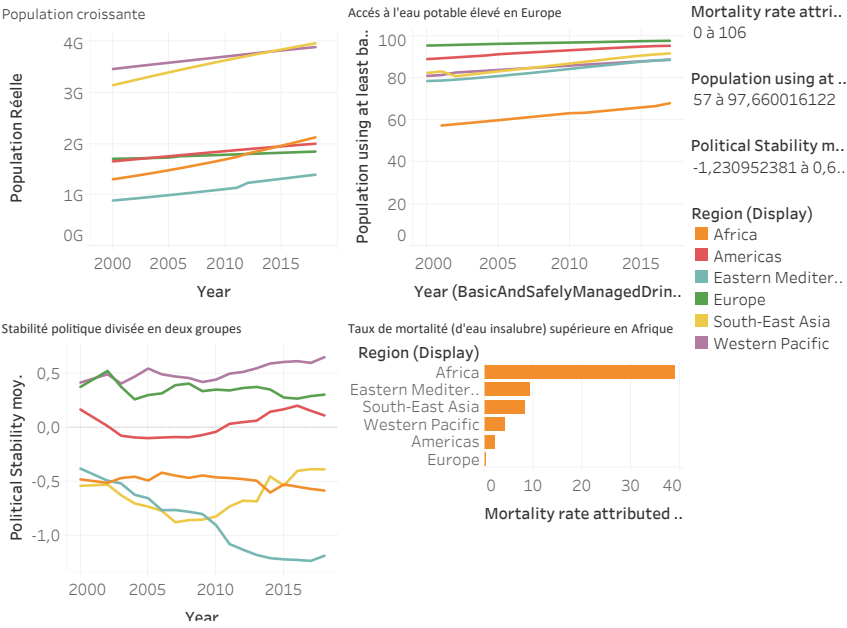 Population croissante
4G
3G
2G
1G
0G
Population Réelle
2000 2005 2010 2015
Year
Accés à l'eau potable élevé en Europe
100
80
60
40
20
0
Population using at least ba..
2000 2005 2010 2015
Year (BasicAndSafelyManagedDrin..
Mortality rate attri..
0 à 106
Population using at ..
57 à 97,660016122
Political Stability m..
-1,230952381 à 0,6..
Region (Display)
Africa
Americas
Eastern Mediter..
Europe
South-East Asia
Western Pacific
Stabilité politique divisée en deux groupes
0,5
0,0
-0,5
-1,0
Political Stability moy.
2000 2005 2010 2015
Year
Taux de mortalité (d'eau insalubre) supérieure en Afrique
Region (Display)
Africa
Eastern Mediter..
South-East Asia
Western Pacific
Americas
Europe
0 10 20 30 40
Mortality rate attributed ..